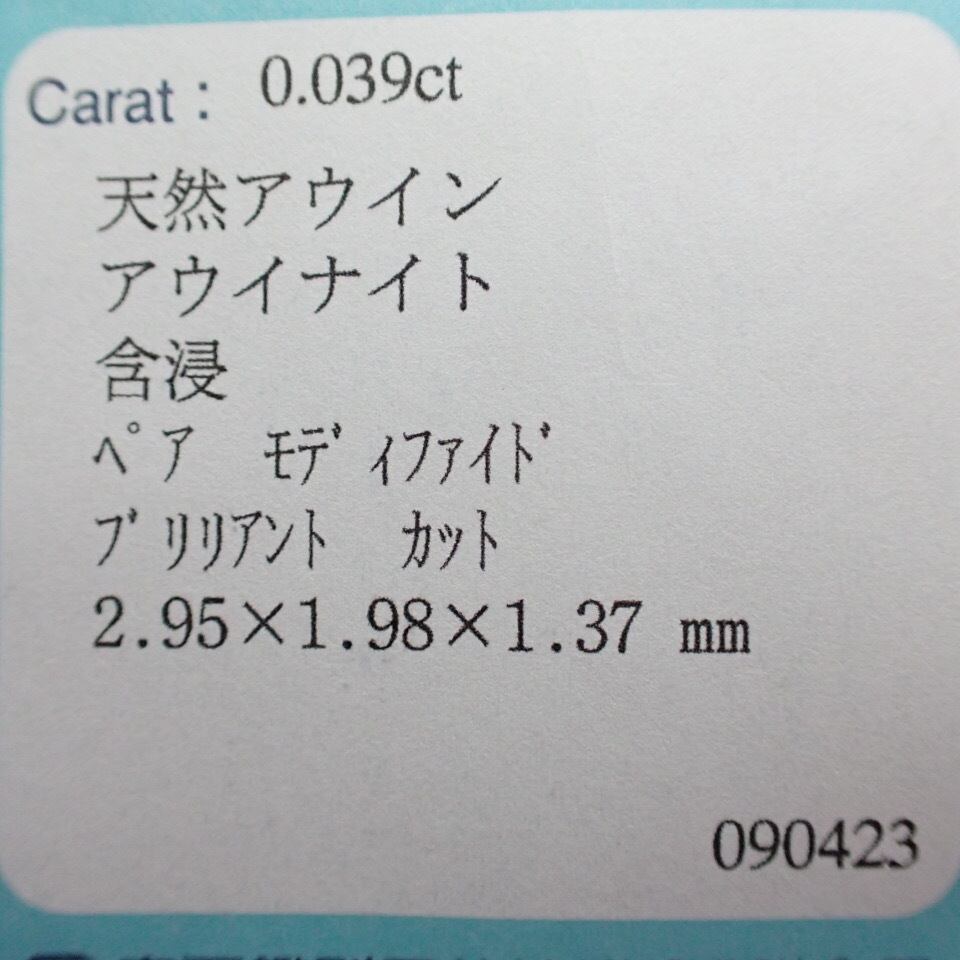 Carat： 0.039ct
天然アウイン
アウイナイト
含浸
ﾍﾟｱ　ﾓﾃﾞｨﾌｧｲﾄﾞ
ﾌﾞﾘﾘｱﾝﾄ　ｶｯﾄ
2.95×1.98×1.37 mm
090423